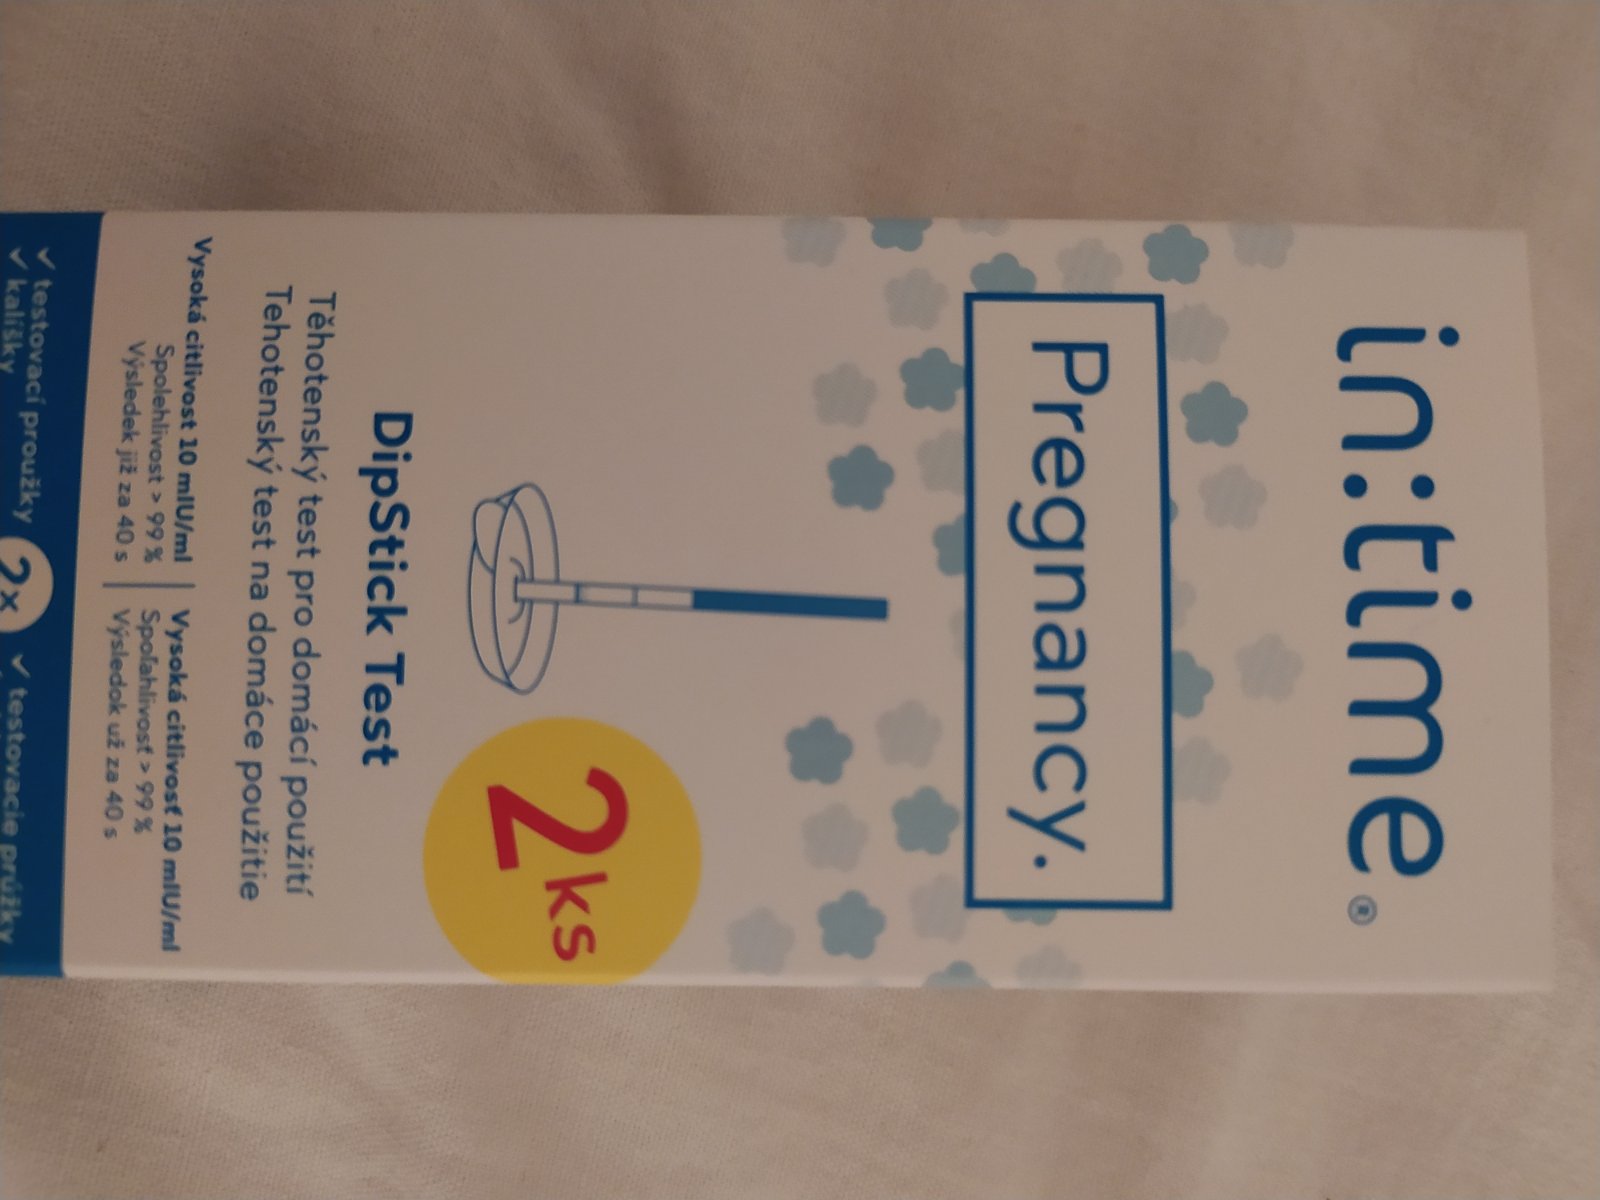 in:time®
Pregnancy.
2ks
DipStick Test
Těhotenský test pro domácí použití
Tehotenský test na domáce použitie
Vysoká citlivost 10 mIU/ml | Vysoká citlivosť 10 mIU/ml
Spolehlivost > 99 % | Spoľahlivosť > 99 %
Výsledek již za 40 s | Výsledok už za 40 s
✓ testovací proužky 2x ✓ testovacie prúžky
✓ kalíšky